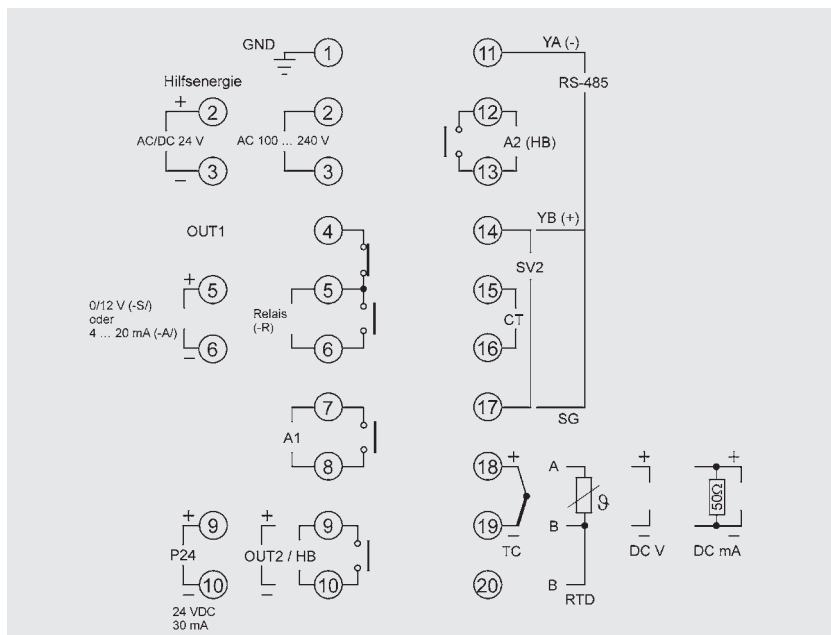 GND
1
Hilfsenergie
+
2
AC/DC 24 V
3
–
2
AC 100 ... 240 V
3
OUT1
4
+
5
0/12 V (-S/)
oder
4 ... 20 mA (-A/)
–
6
5
Relais
(-R)
6
7
A1
8
+
9
P24
–
10
24 VDC
30 mA
+
OUT2 / HB
–
9
10
11
YA (-)
RS-485
12
A2 (HB)
13
14
YB (+)
SV2
15
CT
16
17
SG
18
+
19
–
TC
20
A
ϑ
B
B
RTD
+
–
DC V
+
50Ω
–
DC mA